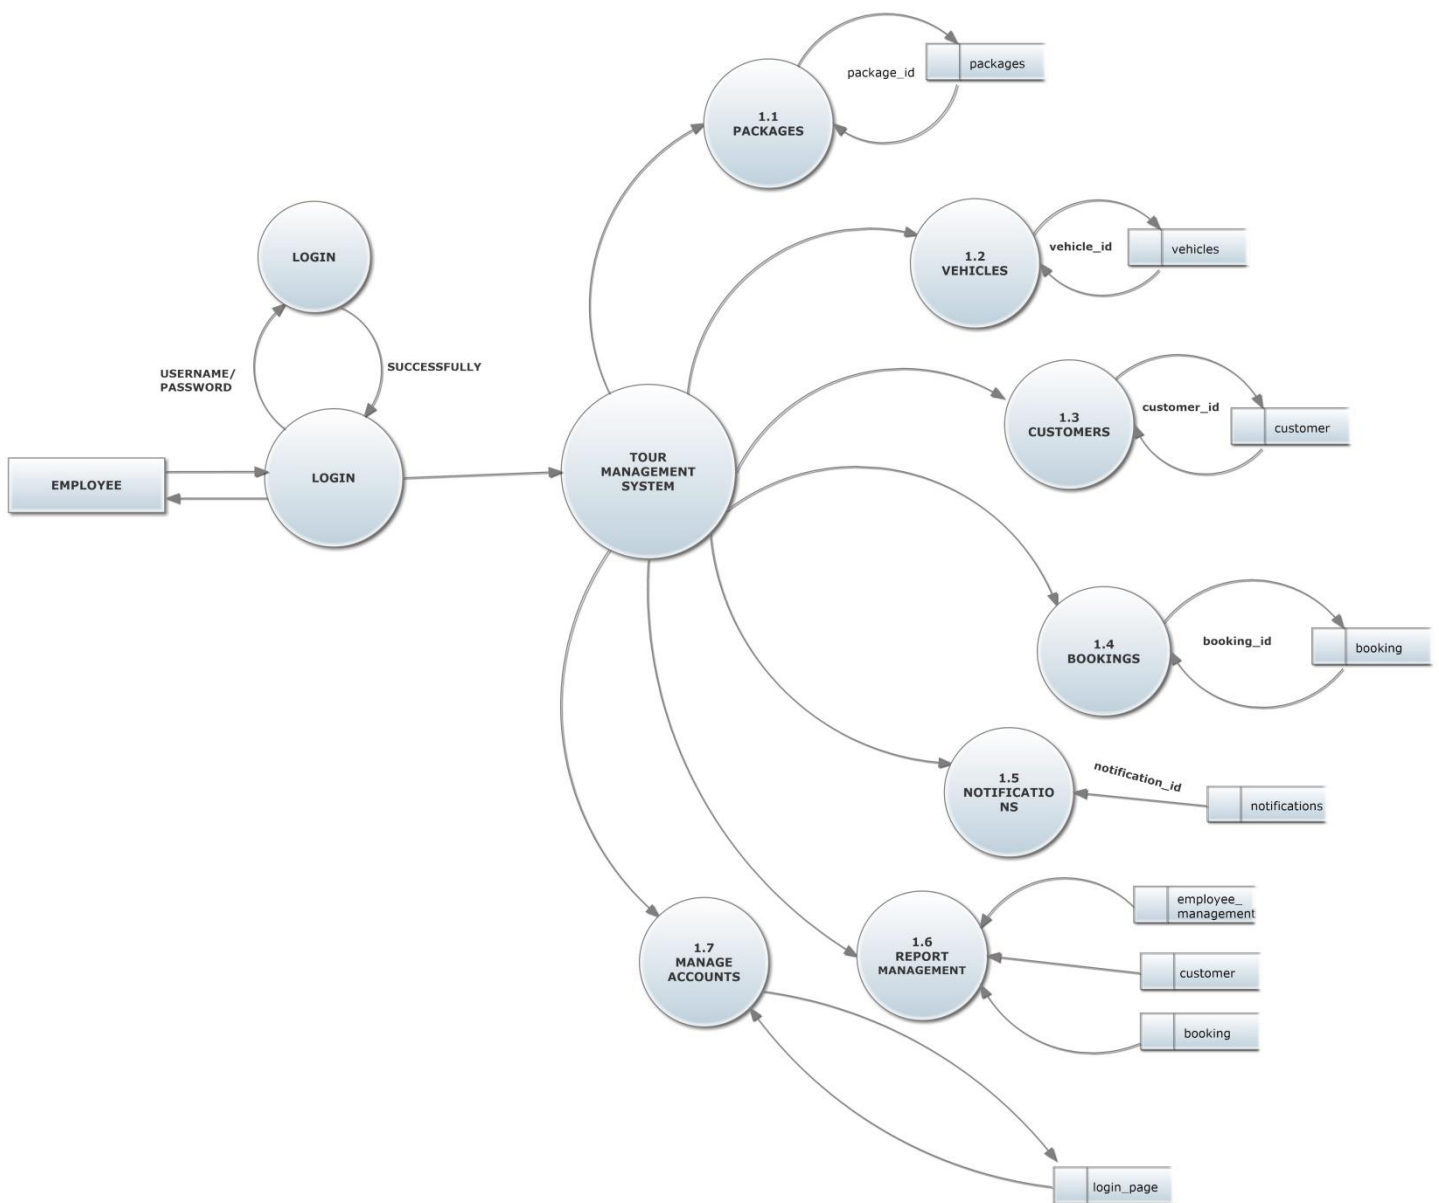 packages
package_id
1.1
PACKAGES
vehicle_id
vehicles
1.2
VEHICLES
LOGIN
USERNAME/
PASSWORD
SUCCESSFULLY
customer_id
1.3
CUSTOMERS
customer
EMPLOYEE
LOGIN
TOUR
MANAGEMENT
SYSTEM
booking_id
1.4
BOOKINGS
booking
notification_id
1.5
NOTIFICATIO
NS
notifications
employee_
management
1.7
MANAGE
ACCOUNTS
1.6
REPORT
MANAGEMENT
customer
booking
login_page